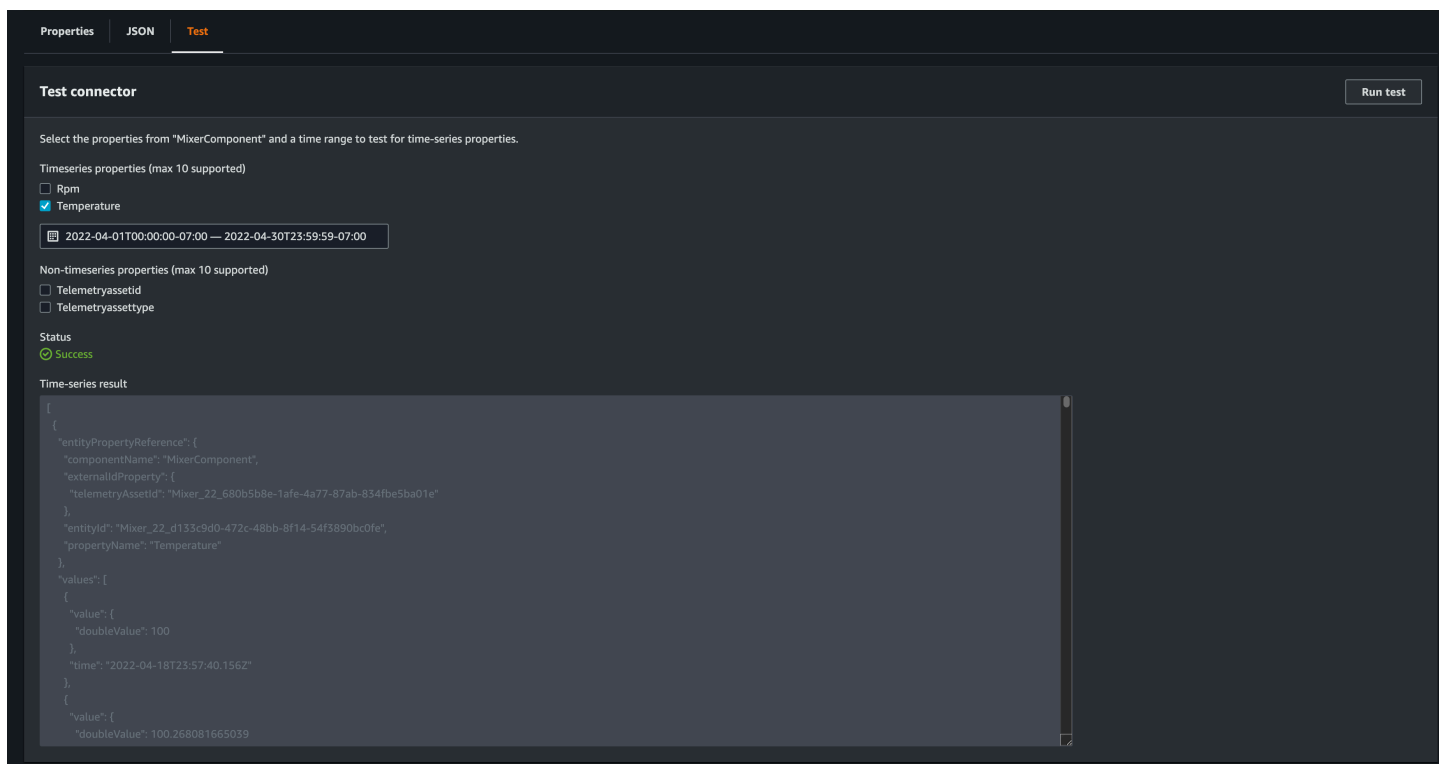 Properties JSON Test
Test connector Run test
Select the properties from "MixerComponent" and a time range to test for time-series properties.
Timeseries properties (max 10 supported)
Rpm
Temperature
2022-04-01T00:00:00-07:00 — 2022-04-30T23:59:59-07:00
Non-timeseries properties (max 10 supported)
Telemetryassetid
Telemetryassettype
Status
Success
Time-series result
[
{
"entityPropertyReference": {
"componentName": "MixerComponent",
"externalIdProperty": {
"telemetryAssetId": "Mixer_22_680b5b8e-1afe-4a77-87ab-834fbe5ba01e"
},
"entityId": "Mixer_22_d133c9d0-472c-48bb-8f14-54f3890bc0fe",
"propertyName": "Temperature"
},
"values": [
{
"value": {
"doubleValue": 100
},
"time": "2022-04-18T23:57:40.156Z"
},
{
"value": {
"doubleValue": 100.268081665039